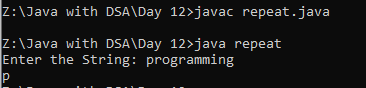 Z:\Java with DSA\Day 12>javac repeat.java
Z:\Java with DSA\Day 12>java repeat
Enter the String: programming
p